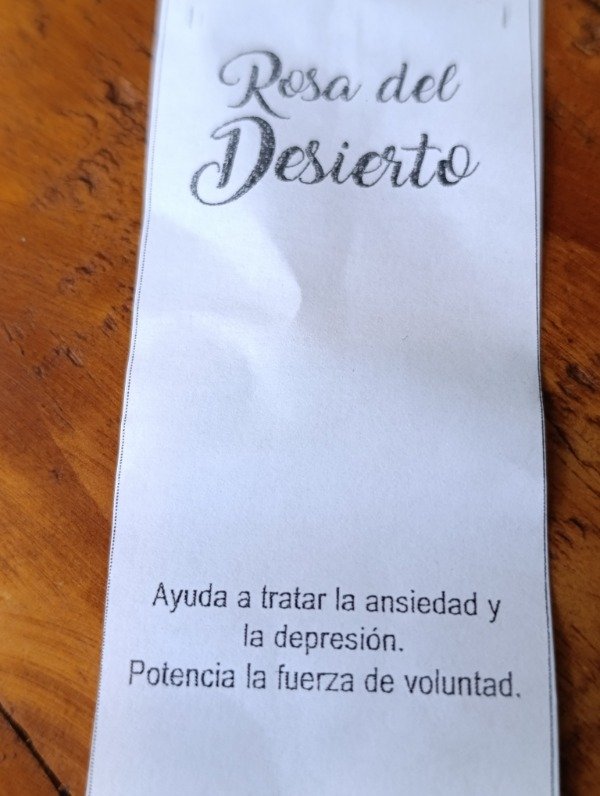 Rosa del
Desierto
Ayuda a tratar la ansiedad y
la depresión.
Potencia la fuerza de voluntad.